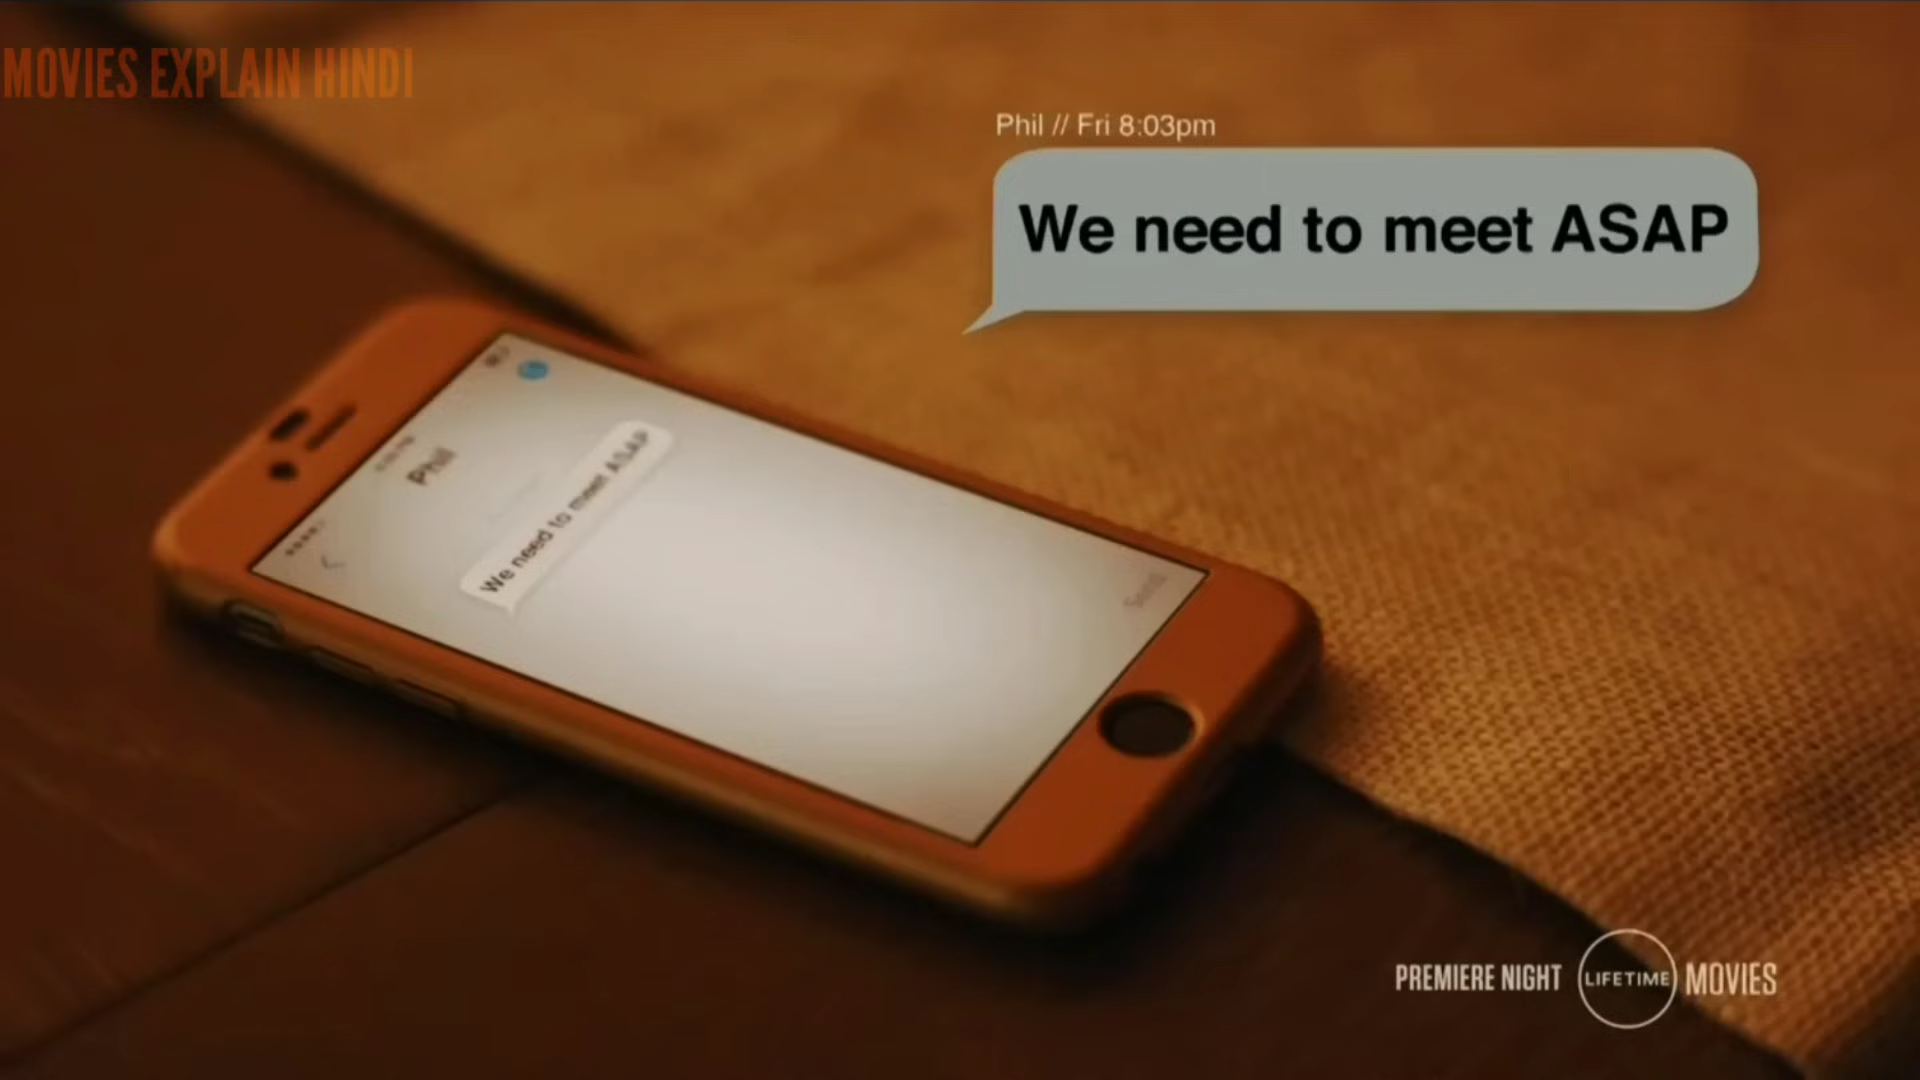 MOVIES EXPLAIN HINDI
Phil // Fri 8:03pm
We need to meet ASAP
Phil
We need to meet ASAP
Send
PREMIERE NIGHT LIFETIME MOVIES